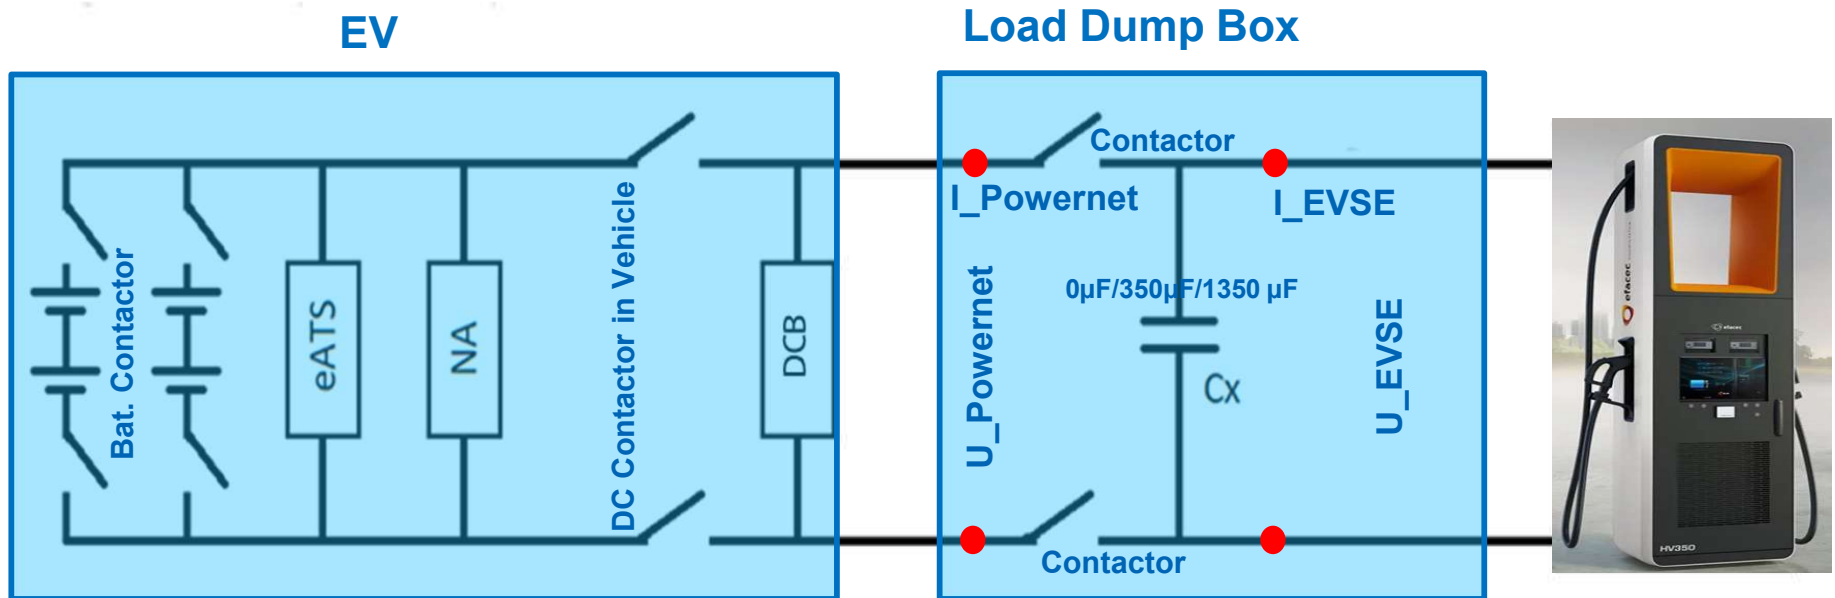 EV
Load Dump Box
Bat. Contactor
eATS
NA
DC Contactor in Vehicle
DCB
Contactor
I_Powernet
I_EVSE
U_Powernet
0µF/350µF/1350 µF
Cx
U_EVSE
Contactor
efacec
efacec
HV350